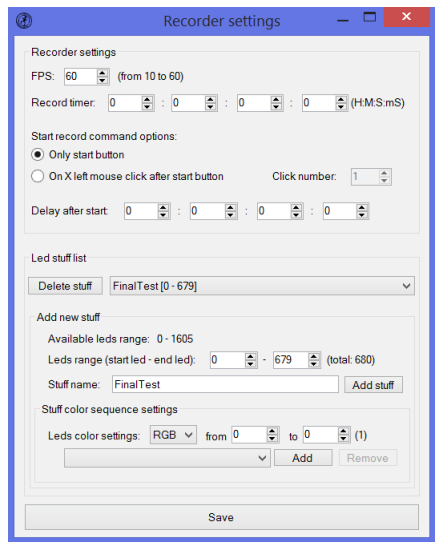 Recorder settings
Recorder settings
FPS: 60 (from 10 to 60)
Record timer: 0 : 0 : 0 : 0 (H:M:S:mS)
Start record command options:
Only start button
On X left mouse click after start button Click number: 1
Delay after start: 0 : 0 : 0 : 0
Led stuff list
Delete stuff FinalTest [0 - 679]
Add new stuff
Available leds range: 0 - 1605
Leds range (start led - end led): 0 - 679 (total: 680)
Stuff name: FinalTest Add stuff
Stuff color sequence settings
Leds color settings: RGB from 0 to 0 (1)
Add Remove
Save